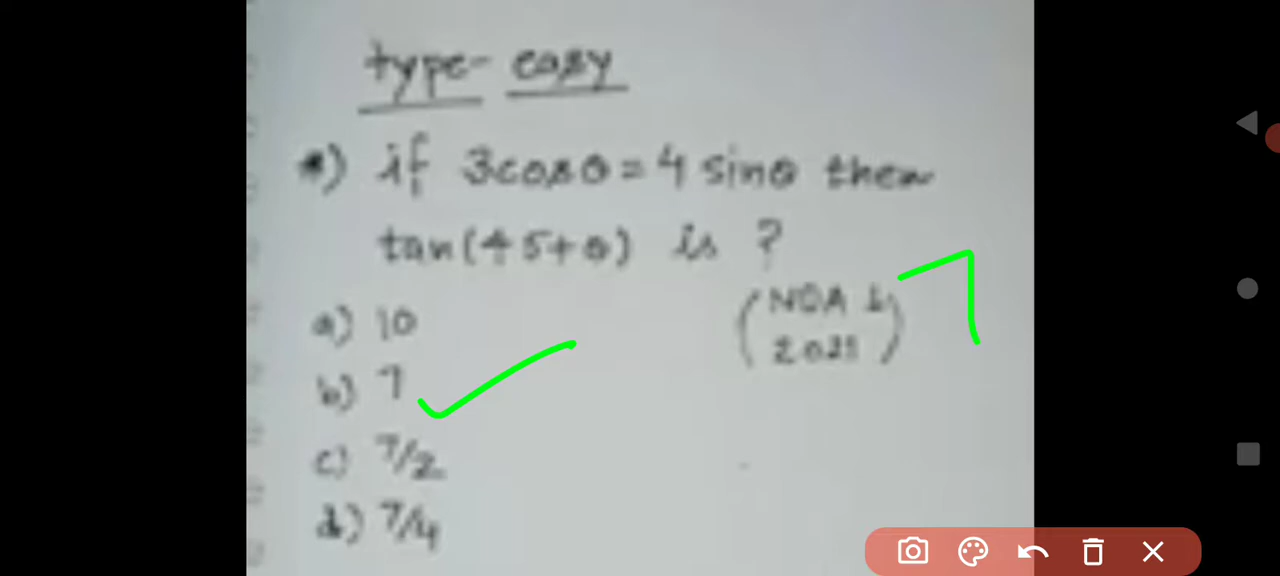 type- easy
*) if 3cosθ = 4 sinθ then
tan(45+θ) is ?
(NDA 1
2021)
a) 10
b) 7
7
c) 7/2
d) 7/4